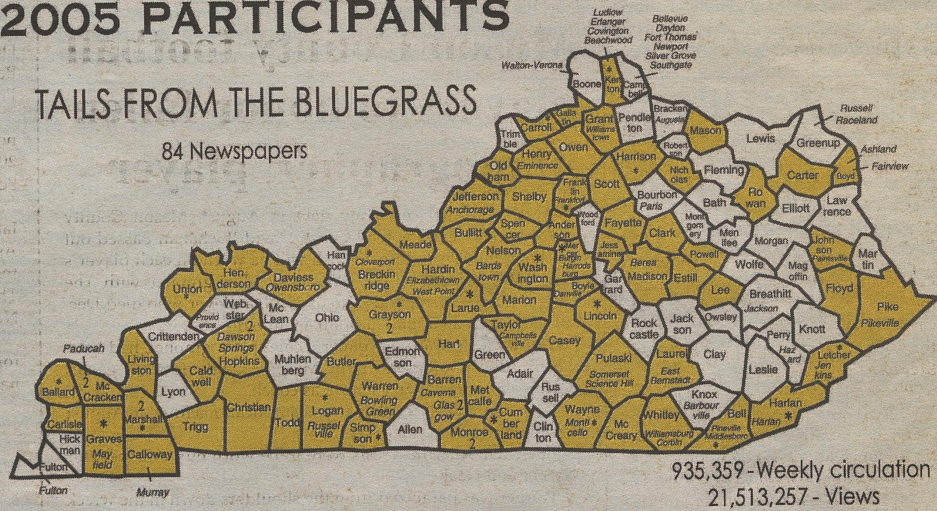 2005 PARTICIPANTS
TAILS FROM THE BLUEGRASS
84 Newspapers
Ludlow
Erlanger
Covington
Beechwood
Bellevue
Dayton
Fort Thomas
Newport
Silver Grove
Southgate
Walton-Verona
Boone
*
Ken
ton
Camp
bell
Russell
Raceland
Ashland
Fairview
Trim
ble
Carroll
*
Galla
tin
Grant
Williams
town
Pendle
ton
Bracken
Augusta
Mason
Lewis
Greenup
Old
ham
Henry
Eminence
Owen
Harrison
*
Robert
son
Nich
olas
Fleming
Ro
wan
Carter
Boyd
Jefferson
Anchorage
Shelby
Frank
lin
Frankfort
Scott
Bourbon
Paris
Bath
Elliott
Law
rence
Bullitt
Spen
cer
Ander
son
Wood
ford
Fayette
Clark
Mont
gom
ery
Men
ifee
Morgan
John
son
Paintsville
Mar
tin
Han
cock
Cloverport
Breckin
ridge
Meade
Hardin
Elizabethtown
West Point
Nelson
Bards
town
*
Wash
ington
Mer
Burgin
Harrods
Jess
amine
Berea
Madison
Estill
Powell
Wolfe
Mag
offin
Floyd
Pike
Pikeville
Union
*
Hen
derson
Daviess
Owensboro
Provid
ence
Web
ster
Mc
Lean
Ohio
Grayson
2
*
Larue
Marion
Boyle
Danville
Gar
rard
*
Lincoln
Lee
Breathitt
Jackson
Knott
Crittenden
2
Dawson
Springs
Hopkins
Muhlen
berg
Butler
Edmon
son
Hart
Green
Taylor
Campbells
ville
Casey
Rock
castle
Jack
son
Owsley
Perry
Haz
ard
Letcher
Jen
kins
Paducah
Living
ston
Lyon
Cald
well
Warren
Bowling
Green
Barren
Caverna
Glas
gow
2
Met
calfe
Adair
Rus
sell
Pulaski
Somerset
Science Hill
Laurel
East
Bernstadt
Clay
Leslie
*
Ballard
2
Mc
Cracken
2
Marshall
*
Trigg
Christian
Todd
*
Logan
Russel
ville
Simp
son
*
Allen
Monroe
2
*
Cum
ber
land
Clin
ton
Wayne
Monticello
*
Mc
Creary
Whitley
Williamsburg
Corbin
Knox
Barbour
ville
Bell
Pineville
Middlesboro
*
Harlan
*
Harlan
Carlisle
Hick
man
*
Graves
May
field
Calloway
Fulton
Fulton
Murray
935,359 - Weekly circulation
21,513,257 - Views